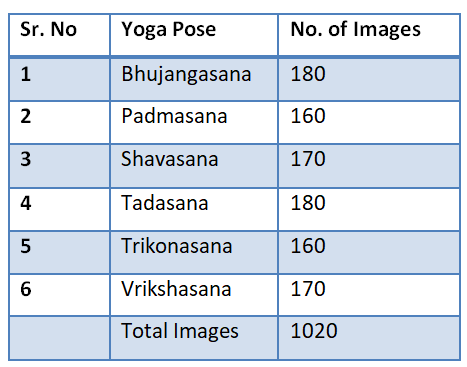 Sr. No Yoga Pose No. of Images
1 Bhujangasana 180
2 Padmasana 160
3 Shavasana 170
4 Tadasana 180
5 Trikonasana 160
6 Vrikshasana 170
Total Images 1020